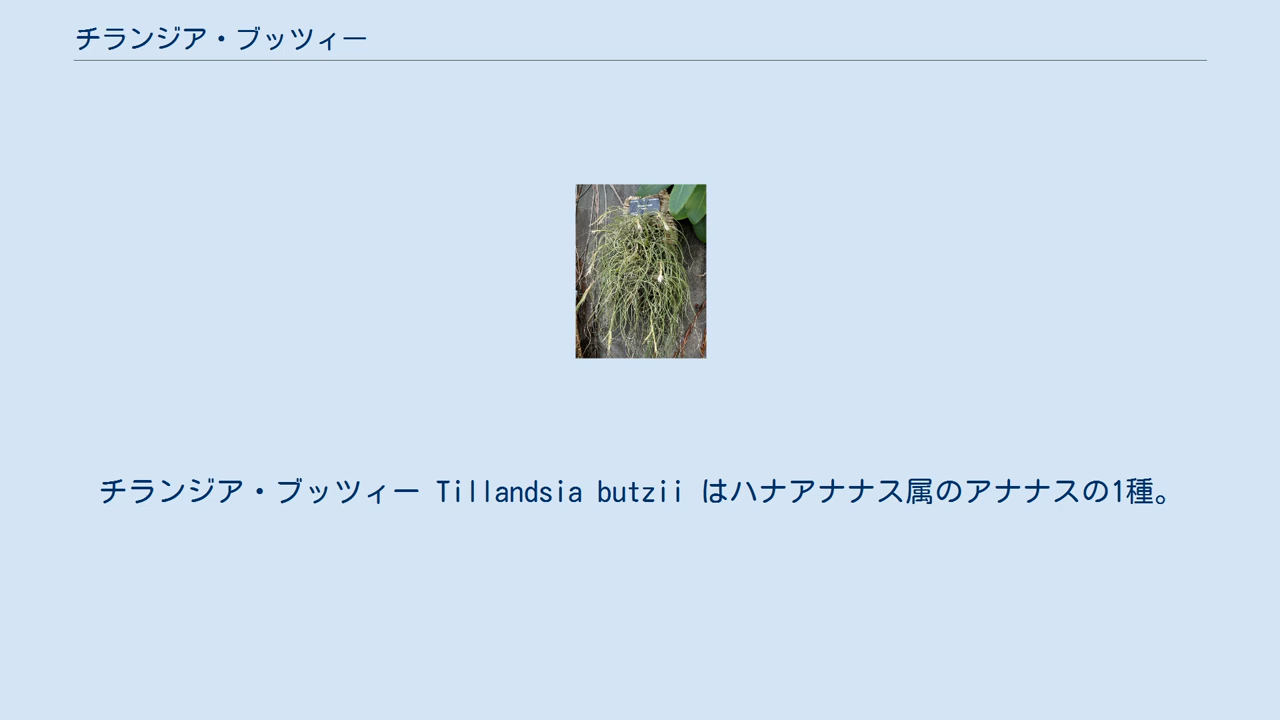 チランジア・ブッツィー
チランジア・ブッツィー Tillandsia butzii はハナアナナス属のアナナスの1種。